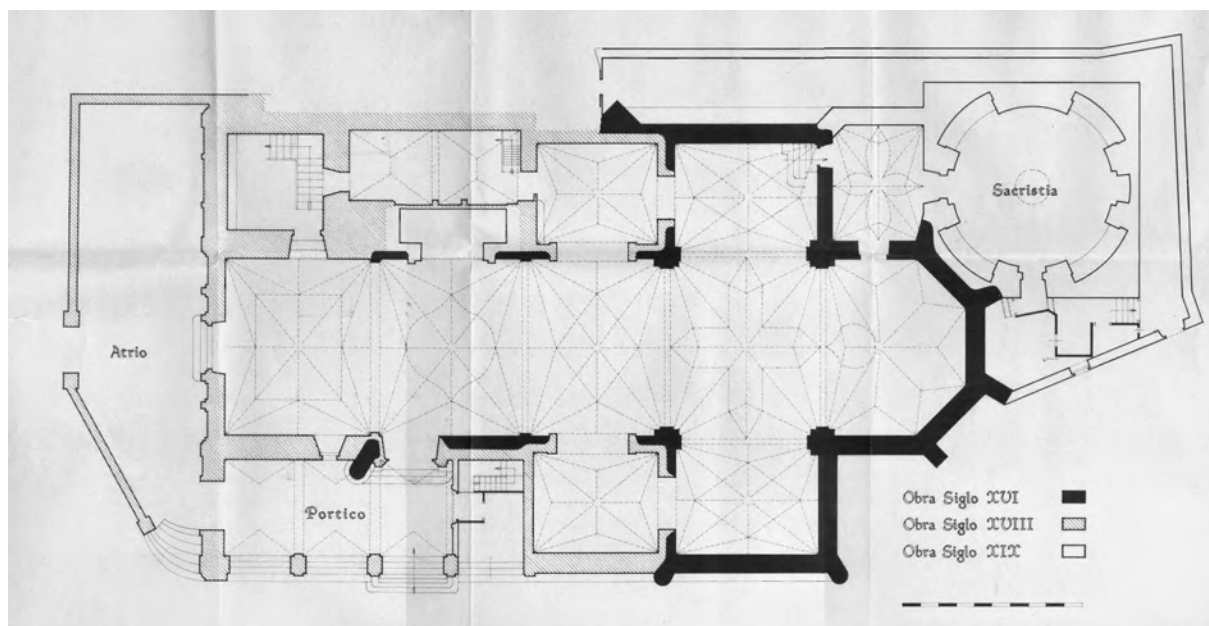 Sacristia
Atrio
Portico
Obra Siglo XVI
Obra Siglo XVIII
Obra Siglo XIX